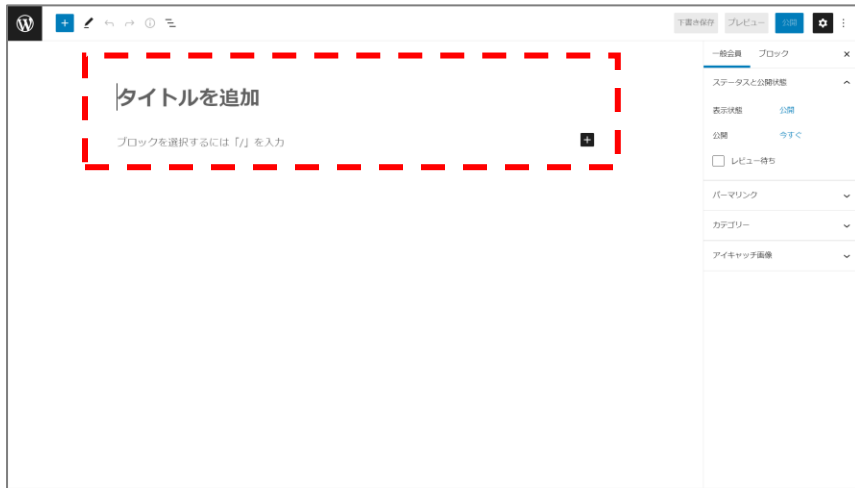 下書き保存 プレビュー 公開
タイトルを追加
ブロックを選択するには「/」を入力
一般会員 ブロック
ステータスと公開状態
表示状態 公開
公開 今すぐ
レビュー待ち
パーマリンク
カテゴリー
アイキャッチ画像